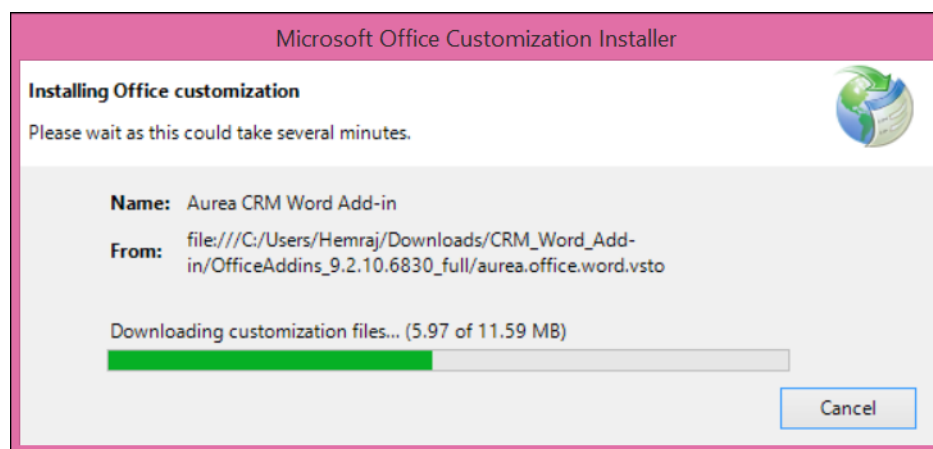 Microsoft Office Customization Installer
Installing Office customization
Please wait as this could take several minutes.
Name: Aurea CRM Word Add-in
From: file:///C:/Users/Hemraj/Downloads/CRM_Word_Add-
in/OfficeAddins_9.2.10.6830_full/aurea.office.word.vsto
Downloading customization files... (5.97 of 11.59 MB)
Cancel